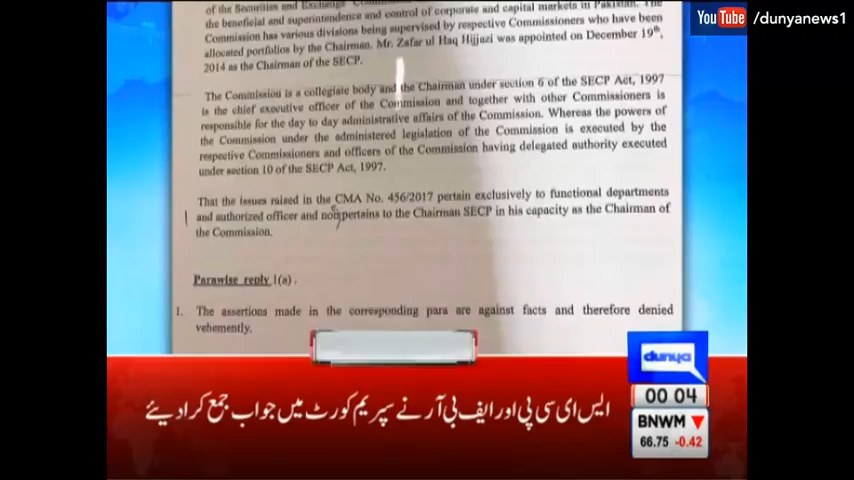 of the Securities and Exchange Commission of corporate and capital markets in Pakistan. The
the beneficial and superintendence and control of corporate and capital markets in Pakistan. The
Commission has various divisions being supervised by respective Commissioners who have been
allocated portfolios by the Chairman. Mr. Zafar ul Haq Hijjazi was appointed on December 19th,
2014 as the Chairman of the SECP.
The Commission is a collegiate body and the Chairman under section 6 of the SECP Act, 1997
is the chief executive officer of the Commission and together with other Commissioners is
responsible for the day to day administrative affairs of the Commission. Whereas the powers of
the Commission under the administered legislation of the Commission is executed by the
respective Commissioners and officers of the Commission having delegated authority executed
under section 10 of the SECP Act, 1997.
That the issues raised in the CMA No. 456/2017 pertain exclusively to functional departments
and authorized officer and none pertains to the Chairman SECP in his capacity as the Chairman of
the Commission.
Parawise reply 1(a).
1. The assertions made in the corresponding para are against facts and therefore denied
vehemently.
You Tube /dunyanews1
dunya
00 04
BNWM ▼
66.75 -0.42
ایس ای سی پی اور ایف بی آر نے سپریم کورٹ میں جواب جمع کرا دیئے